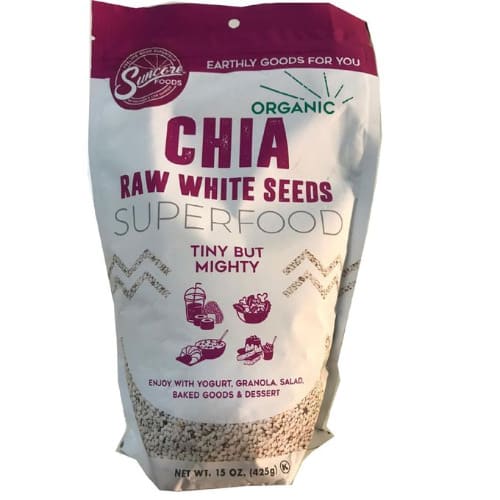 Suncore
FOODS
EARTHLY GOODS FOR YOU
ORGANIC
CHIA
RAW WHITE SEEDS
SUPERFOOD
TINY BUT
MIGHTY
ENJOY WITH YOGURT, GRANOLA, SALAD,
BAKED GOODS & DESSERT
NET WT. 15 OZ. (425g) K